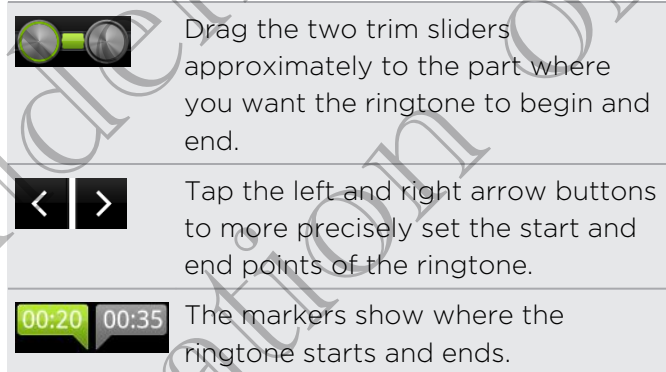 Drag the two trim sliders
approximately to the part where
you want the ringtone to begin and
end.
Tap the left and right arrow buttons
to more precisely set the start and
end points of the ringtone.
00:20 00:35 The markers show where the
ringtone starts and ends.